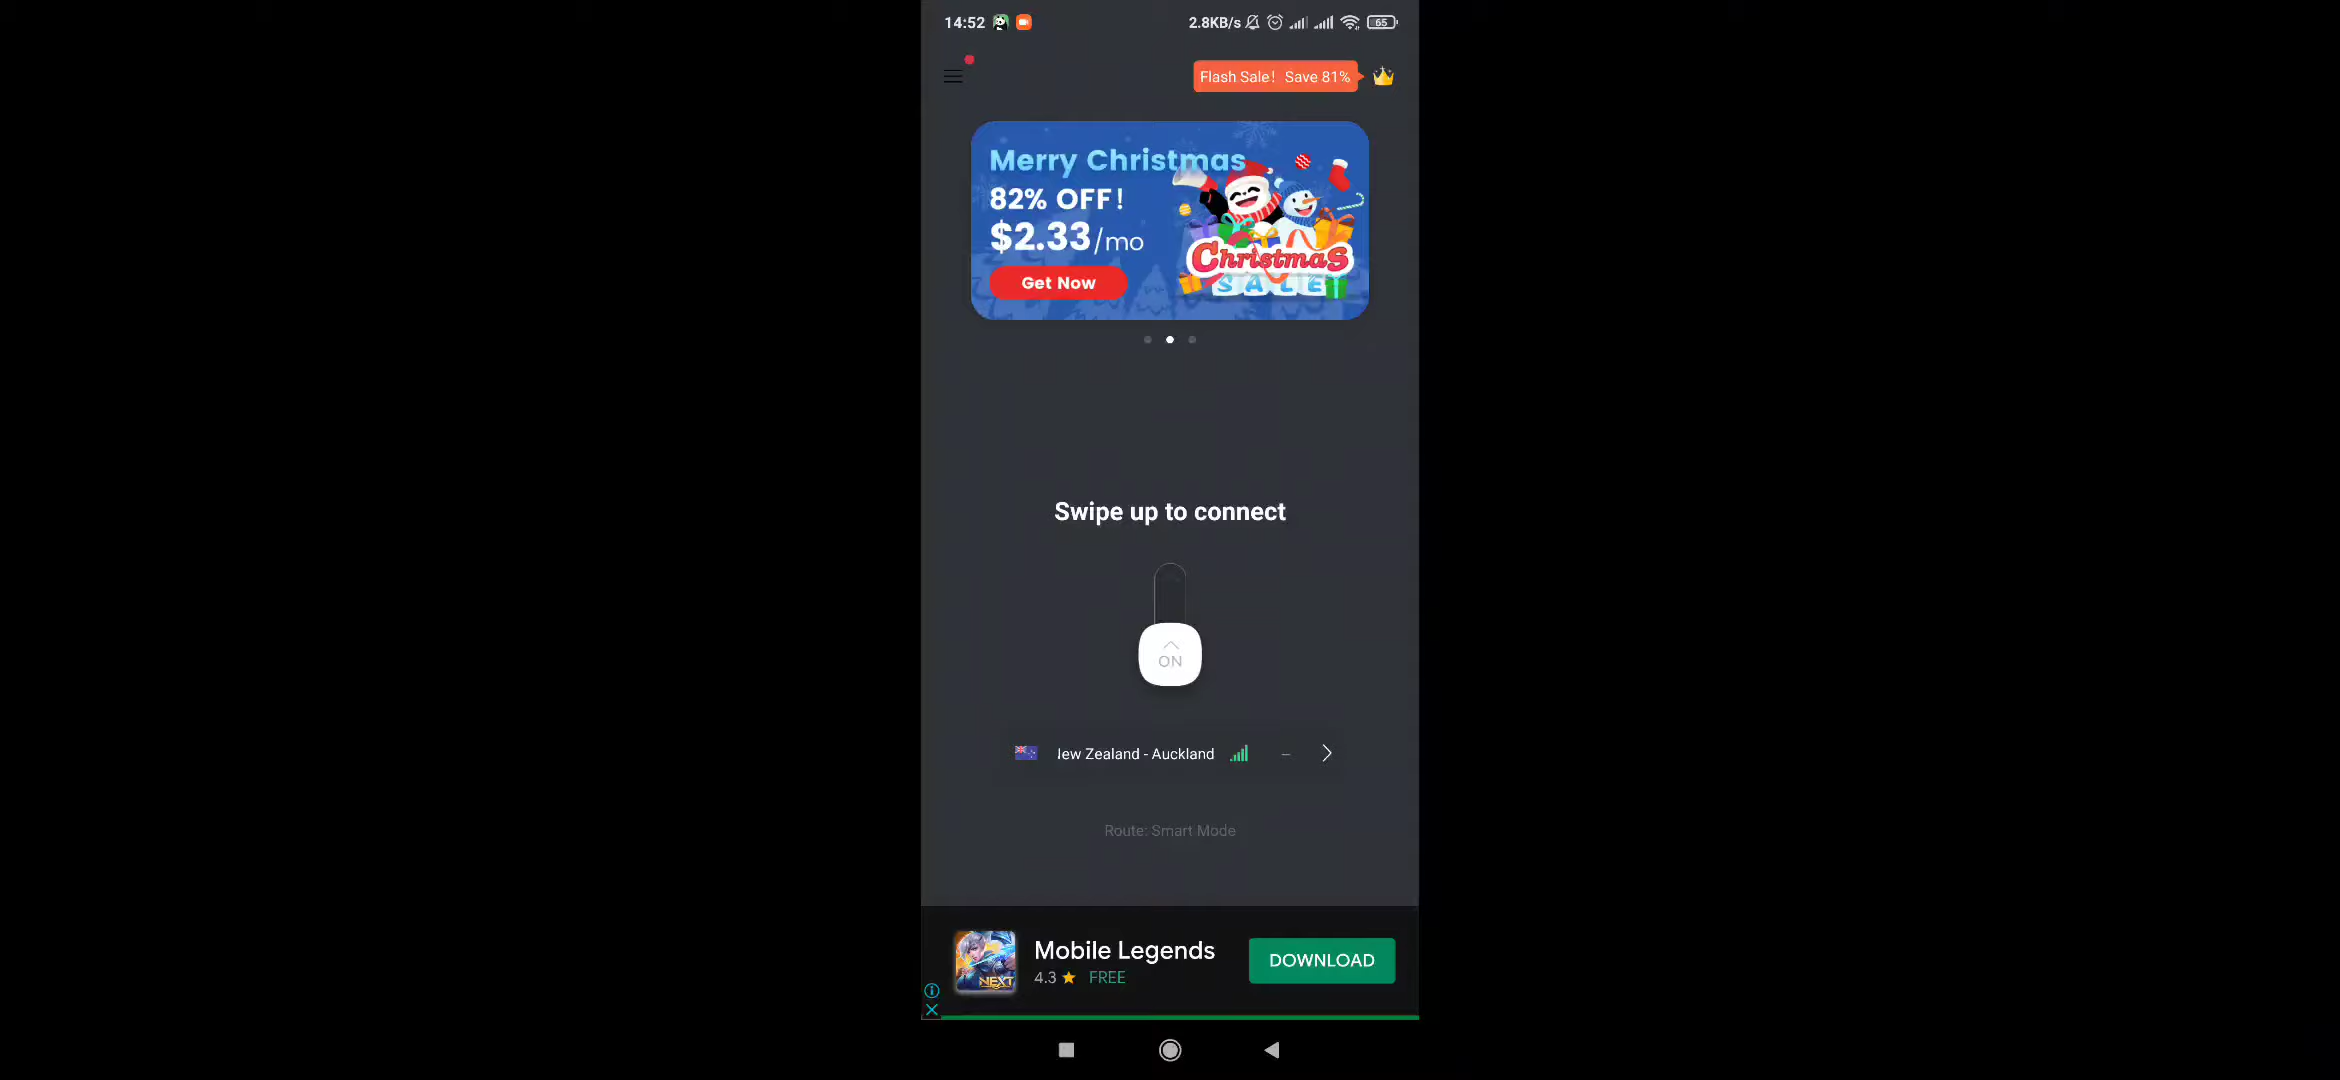 14:52
2.8KB/s
65
Flash Sale! Save 81%
Merry Christmas
82% OFF!
$2.33/mo
Get Now
Christmas
SALE
Swipe up to connect
ON
lew Zealand - Auckland
Route: Smart Mode
Mobile Legends
4.3 FREE
NEXT
DOWNLOAD